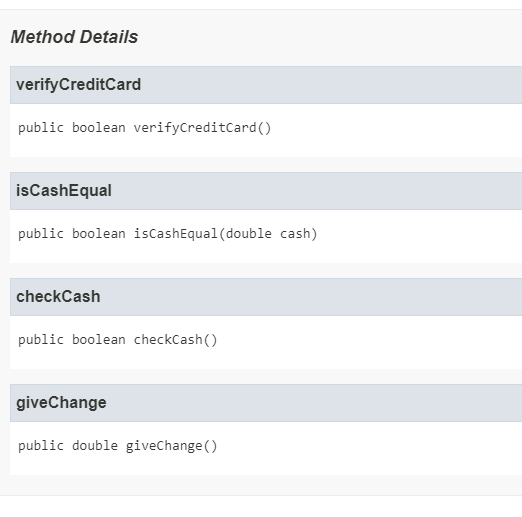 Method Details
verifyCreditCard
public boolean verifyCreditCard()
isCashEqual
public boolean isCashEqual(double cash)
checkCash
public boolean checkCash()
giveChange
public double giveChange()